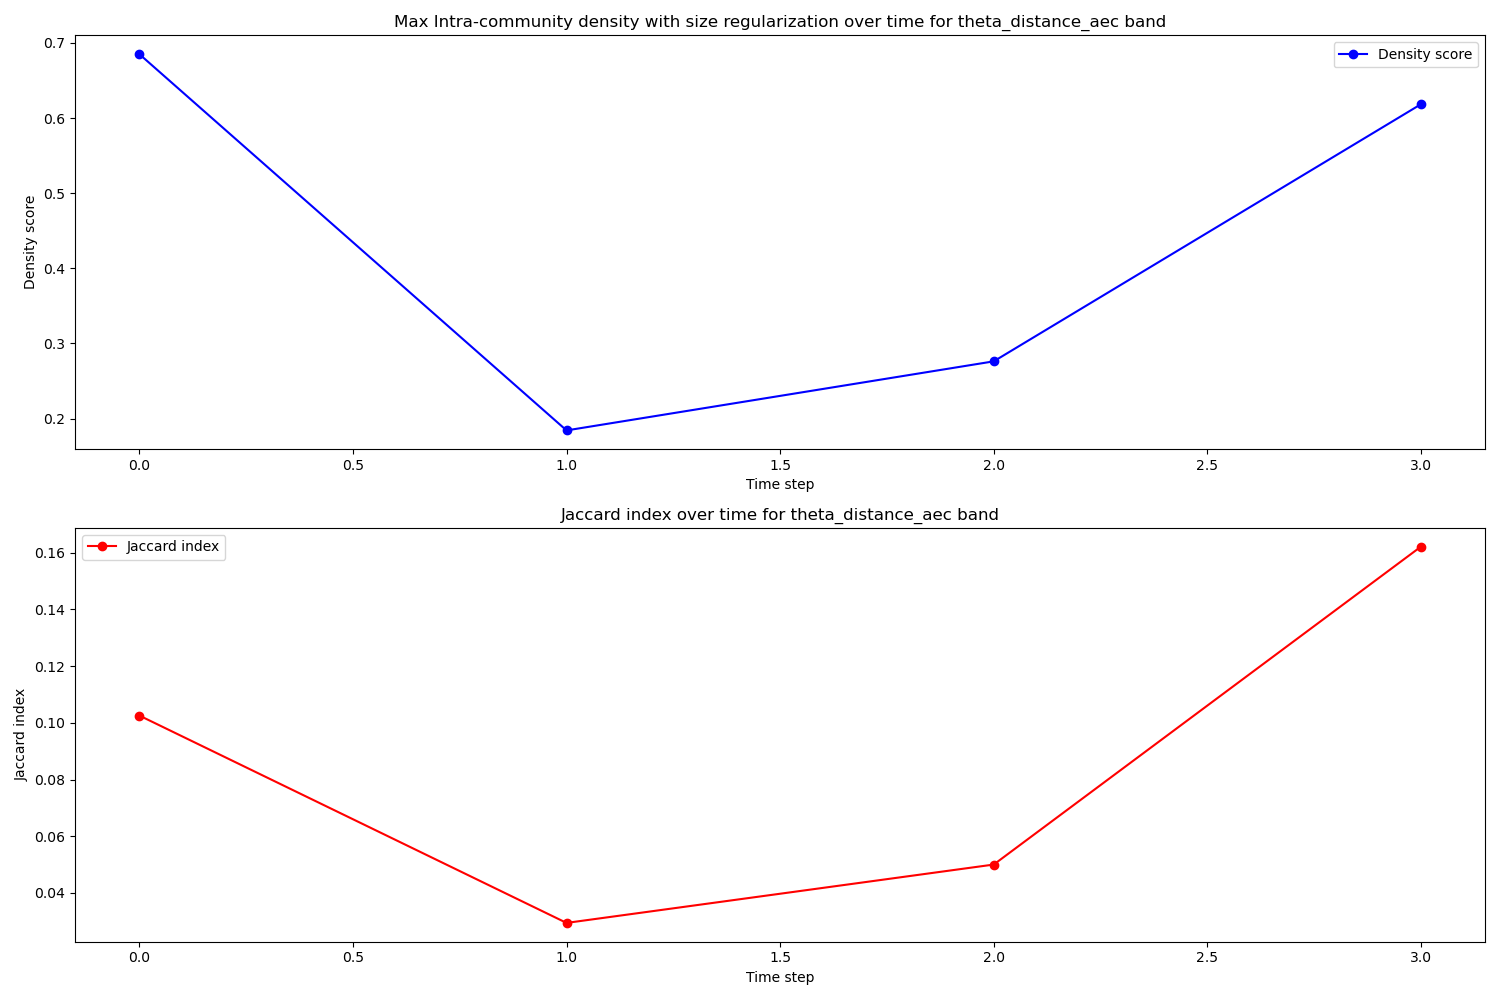 Max Intra-community density with size regularization over time for theta_distance_aec band
Density score
0.7
0.6
0.5
0.4
0.3
0.2
Density score
0.0 0.5 1.0 1.5 2.0 2.5 3.0
Time step
Jaccard index over time for theta_distance_aec band
Jaccard index
0.16
0.14
0.12
0.10
0.08
0.06
0.04
Jaccard index
0.0 0.5 1.0 1.5 2.0 2.5 3.0
Time step